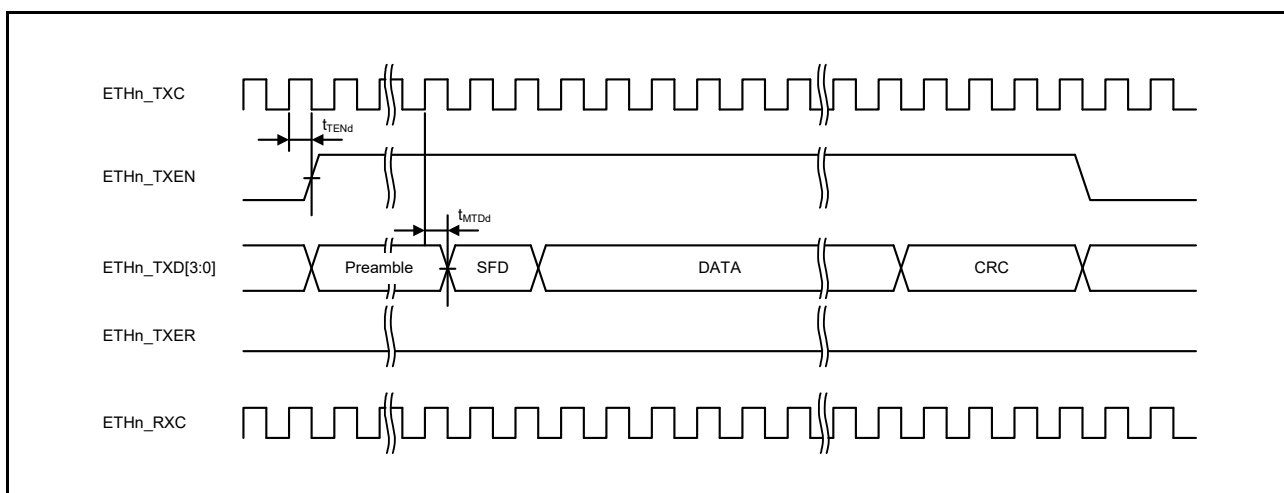 ETHn_TXC
tTENd
ETHn_TXEN
tMTDd
ETHn_TXD[3:0]
Preamble
SFD
DATA
CRC
ETHn_TXER
ETHn_RXC